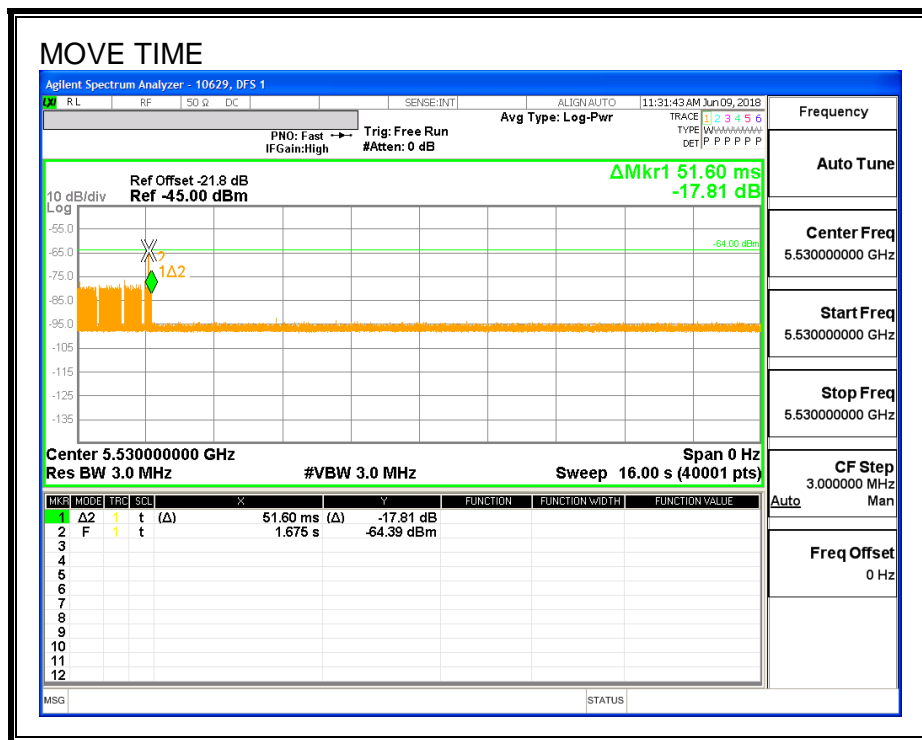 MOVE TIME
Agilent Spectrum Analyzer - 10629, DFS 1
LXI RL RF 50 Ω DC SENSE:INT ALIGN AUTO 11:31:43 AM Jun 09, 2018
Avg Type: Log-Pwr TRACE 1 2 3 4 5 6
PNO: Fast Trig: Free Run TYPE W
IFGain:High #Atten: 0 dB DET P P P P P P
Frequency
Auto Tune
Center Freq
5.530000000 GHz
Start Freq
5.530000000 GHz
Stop Freq
5.530000000 GHz
CF Step
3.000000 MHz
Auto Man
Freq Offset
0 Hz
ΔMkr1 51.60 ms
-17.81 dB
Ref Offset -21.8 dB
10 dB/div Ref -45.00 dBm
Log
-55.0
-64.00 dBm
-65.0
2
1Δ2
-75.0
-85.0
-95.0
-105
-115
-125
-135
Center 5.530000000 GHz Span 0 Hz
Res BW 3.0 MHz #VBW 3.0 MHz Sweep 16.00 s (40001 pts)
MKR MODE TRC SCL X Y FUNCTION FUNCTION WIDTH FUNCTION VALUE
1 Δ2 1 t (Δ) 51.60 ms (Δ) -17.81 dB
2 F 1 t 1.675 s -64.39 dBm
3
4
5
6
7
8
9
10
11
12
MSG STATUS